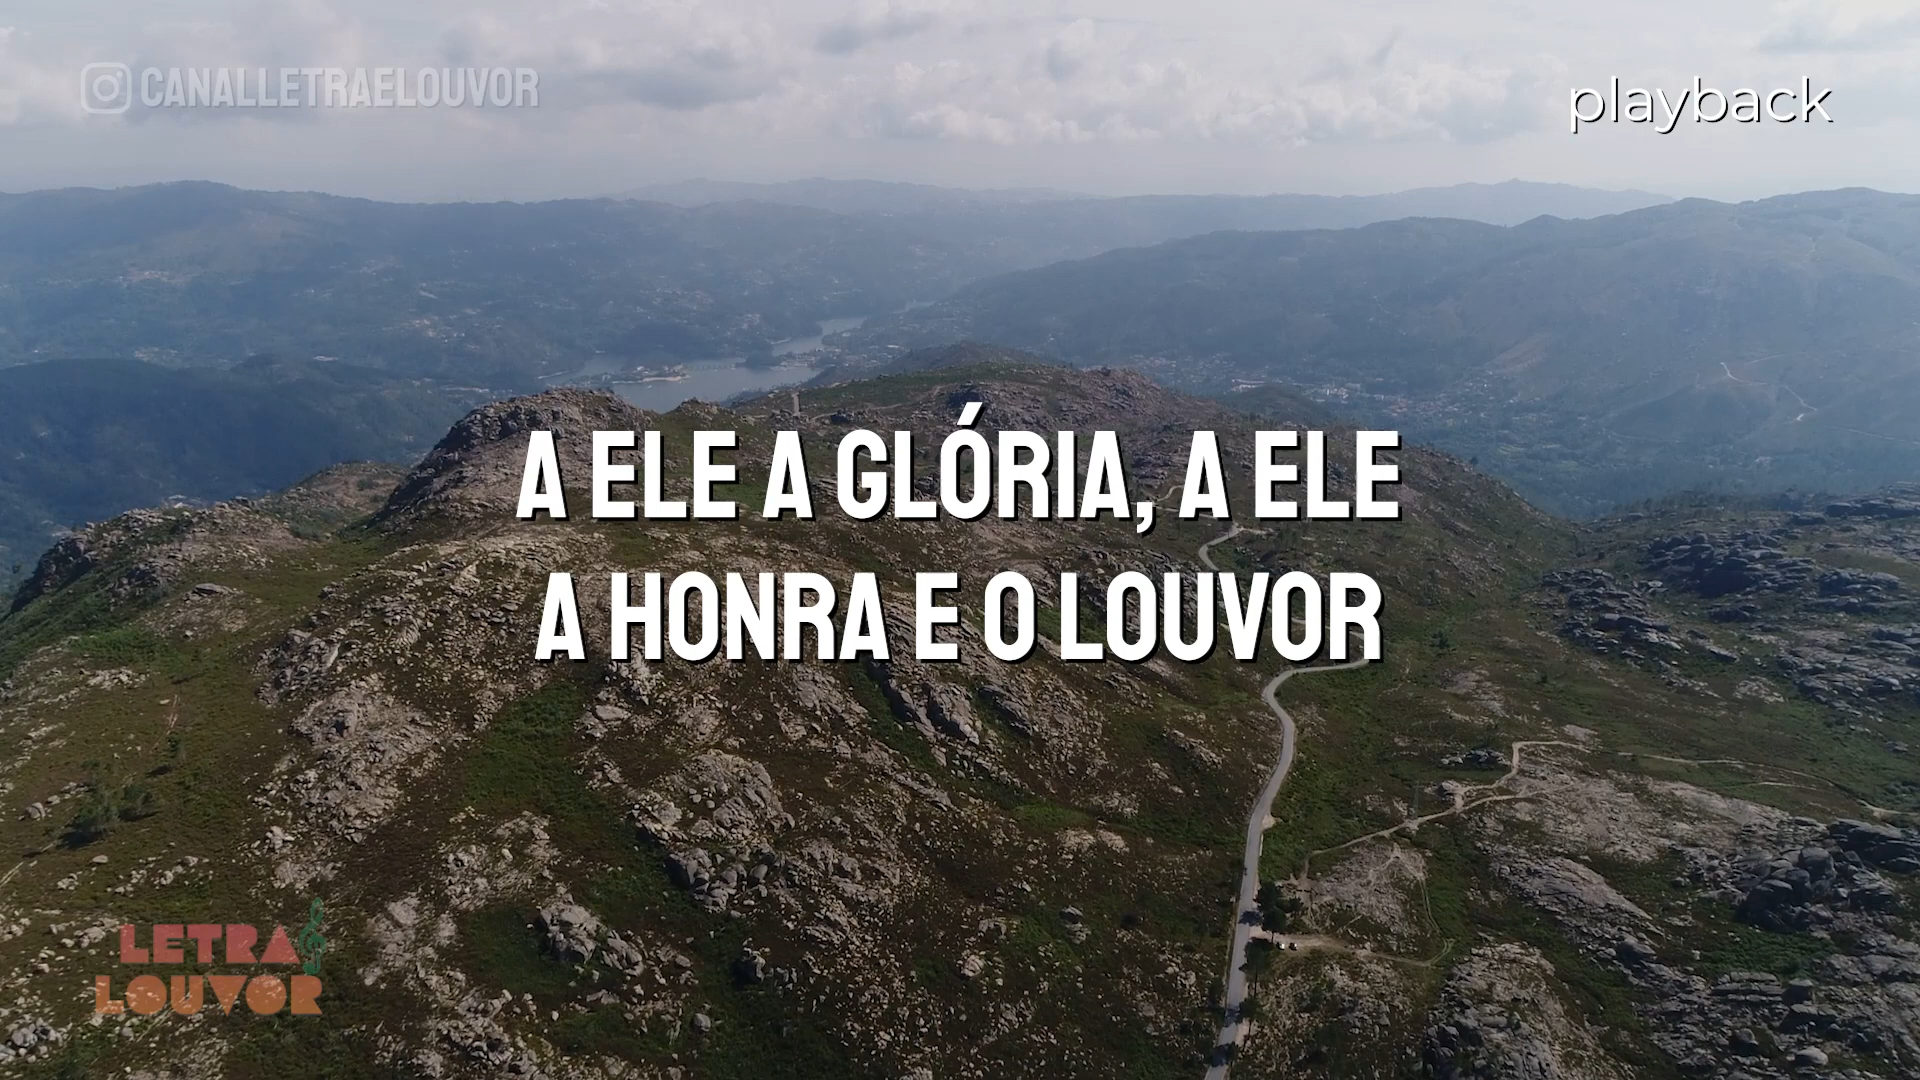 CANALLETRAELOUVOR
playback
A ELE A GLÓRIA, A ELE
A HONRA E O LOUVOR
LETRA
LOUVOR